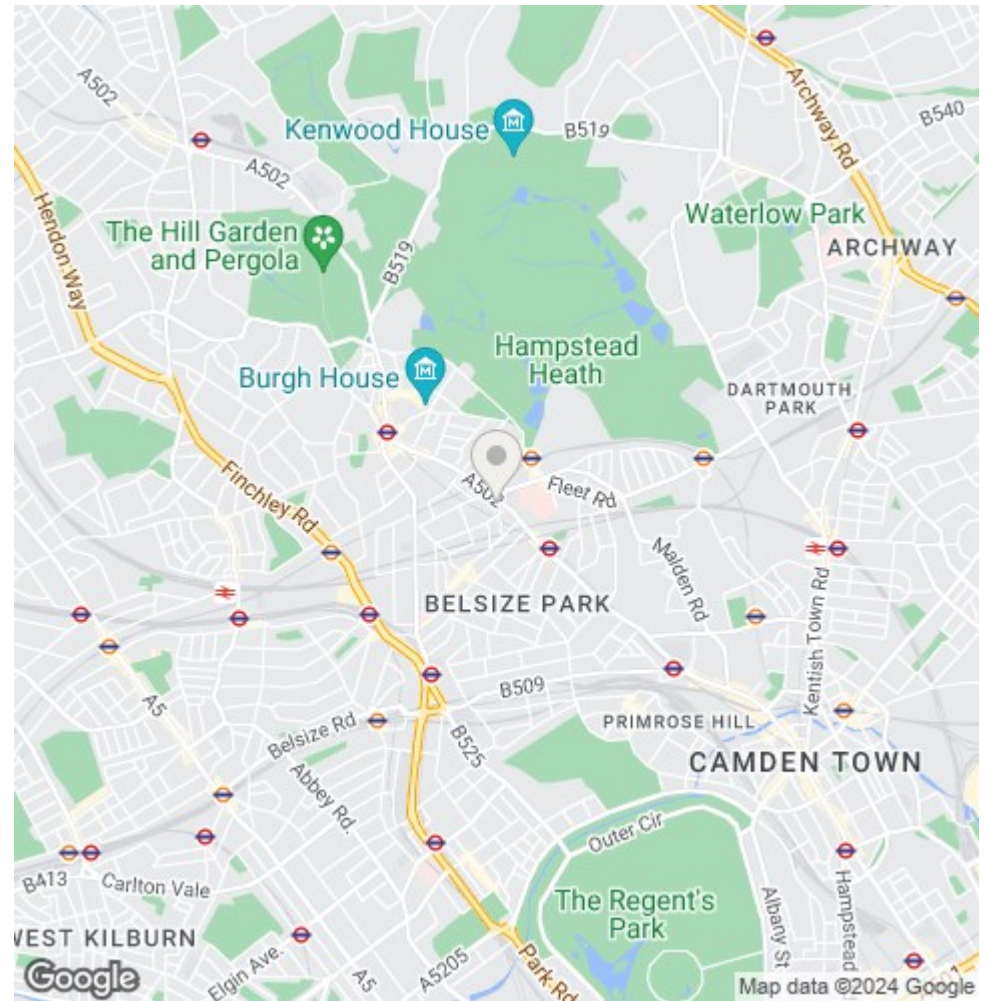 A502
Archway Rd
B540
Kenwood House
B519
A502
Hendon Way
The Hill Garden
and Pergola
B519
Waterlow Park
ARCHWAY
Hampstead
Heath
Burgh House
DARTMOUTH
PARK
A502
Fleet Rd
Finchley Rd
Malden Rd
BELSIZE PARK
Kentish Town Rd
A5
B509
PRIMROSE HILL
Belsize Rd
B525
CAMDEN TOWN
Abbey Rd.
Outer Cir
B413
Carlton Vale
The Regent's
Park
Albany St
Hampstead
WEST KILBURN
Elgin Ave.
A5
A5205
Park Rd
Google
Map data ©2024 Google